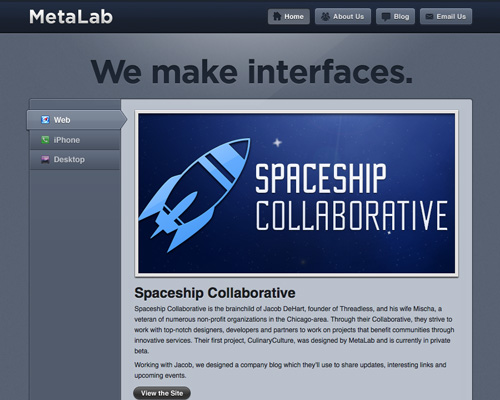 MetaLab
Home
About Us
Blog
Email Us
We make interfaces.
Web
iPhone
Desktop
SPACESHIP
COLLABORATIVE
Spaceship Collaborative
Spaceship Collaborative is the brainchild of Jacob DeHart, founder of Threadless, and his wife Mischa, a
veteran of numerous non-profit organizations in the Chicago-area. Through their Collaborative, they strive to
work with top-notch designers, developers and partners to work on projects that benefit communities through
innovative services. Their first project, CulinaryCulture, was designed by MetaLab and is currently in private
beta.
Working with Jacob, we designed a company blog which they'll use to share updates, interesting links and
upcoming events.
View the Site